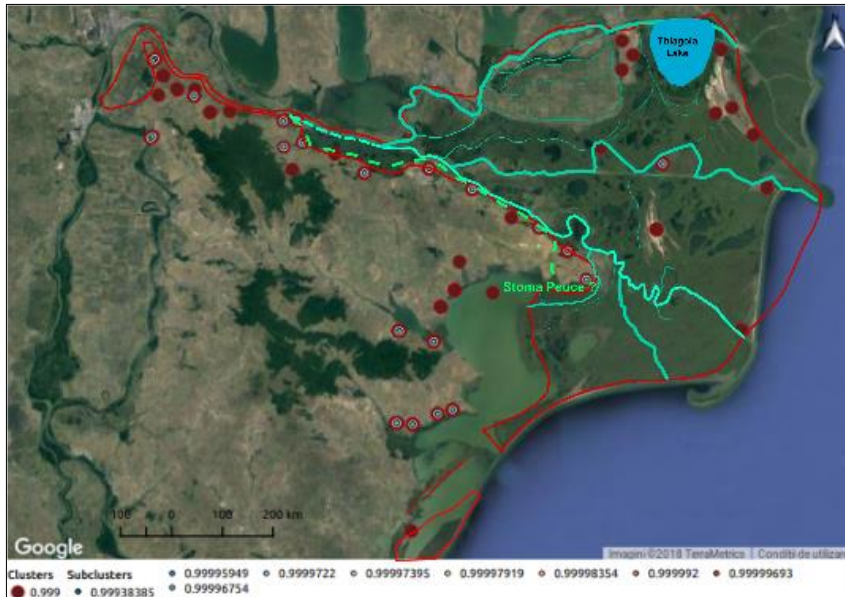 Thiagola
Lake
Stoma Peuce ?
100 0 100 200 km
Google
Imagini ©2018 TerraMetrics Condiții de utilizare
Clusters Subclusters 0.99995949 0.9999722 0.99997395 0.99997919 0.99998354 0.999992 0.99999693
0.999 0.99938385 0.99996754